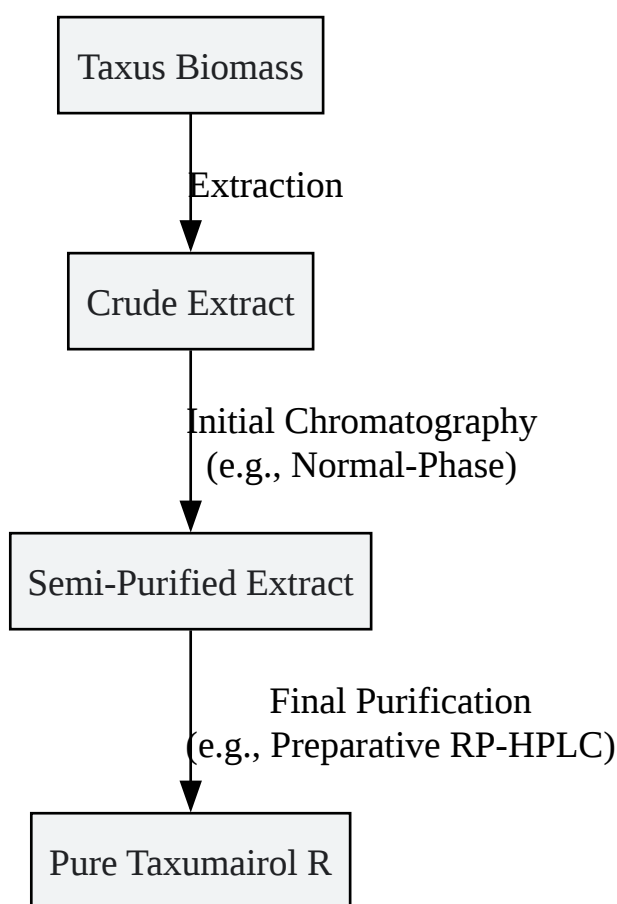 Taxus Biomass
Extraction
Crude Extract
Initial Chromatography
(e.g., Normal-Phase)
Semi-Purified Extract
Final Purification
(e.g., Preparative RP-HPLC)
Pure Taxumairol R